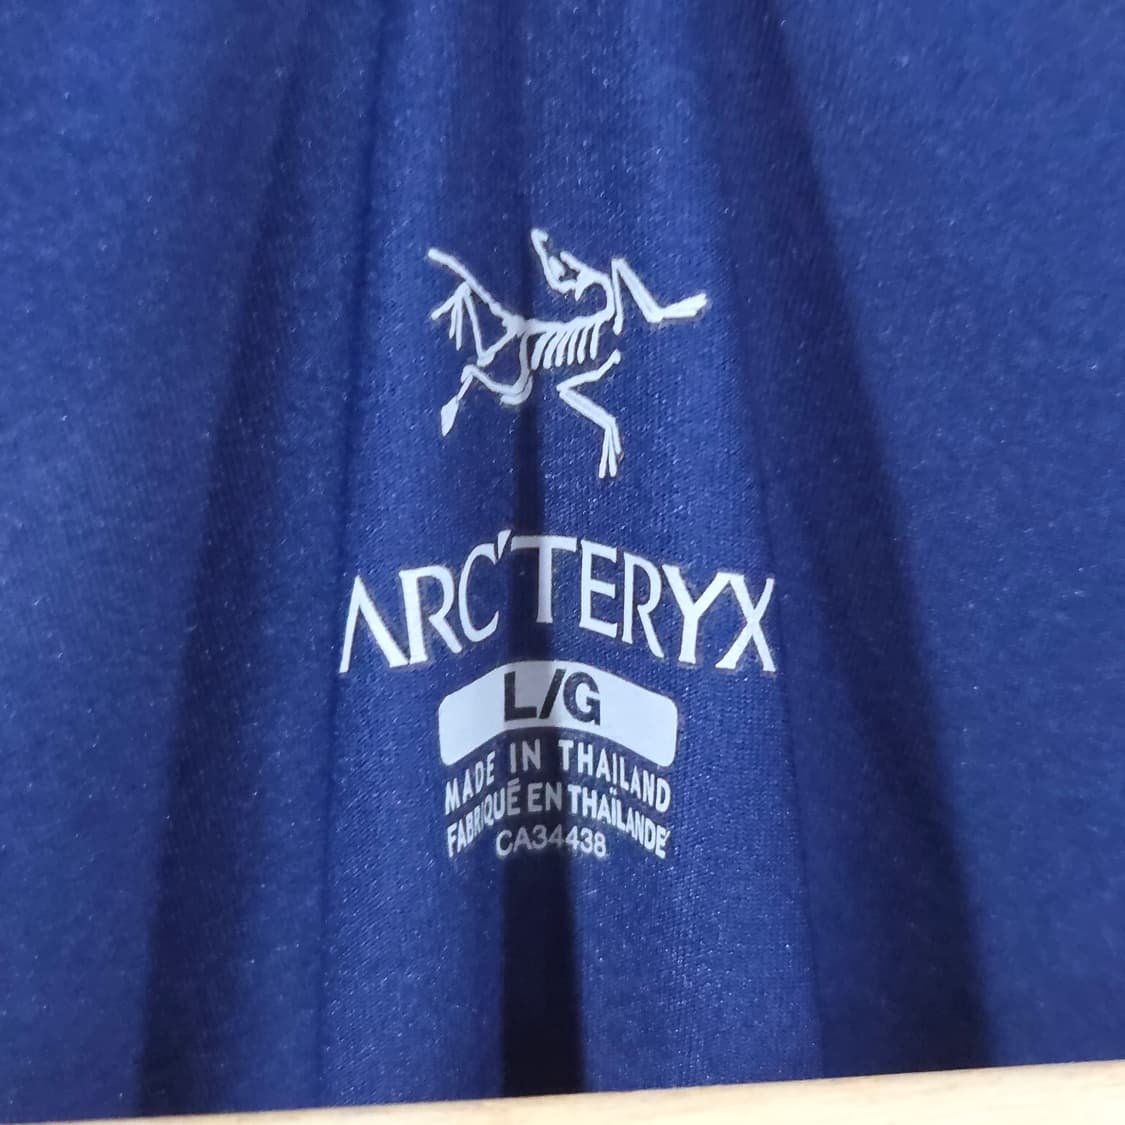 ARC'TERYX
L/G
MADE IN THAILAND
FABRIQUÉ EN THAÏLANDE
CA34438